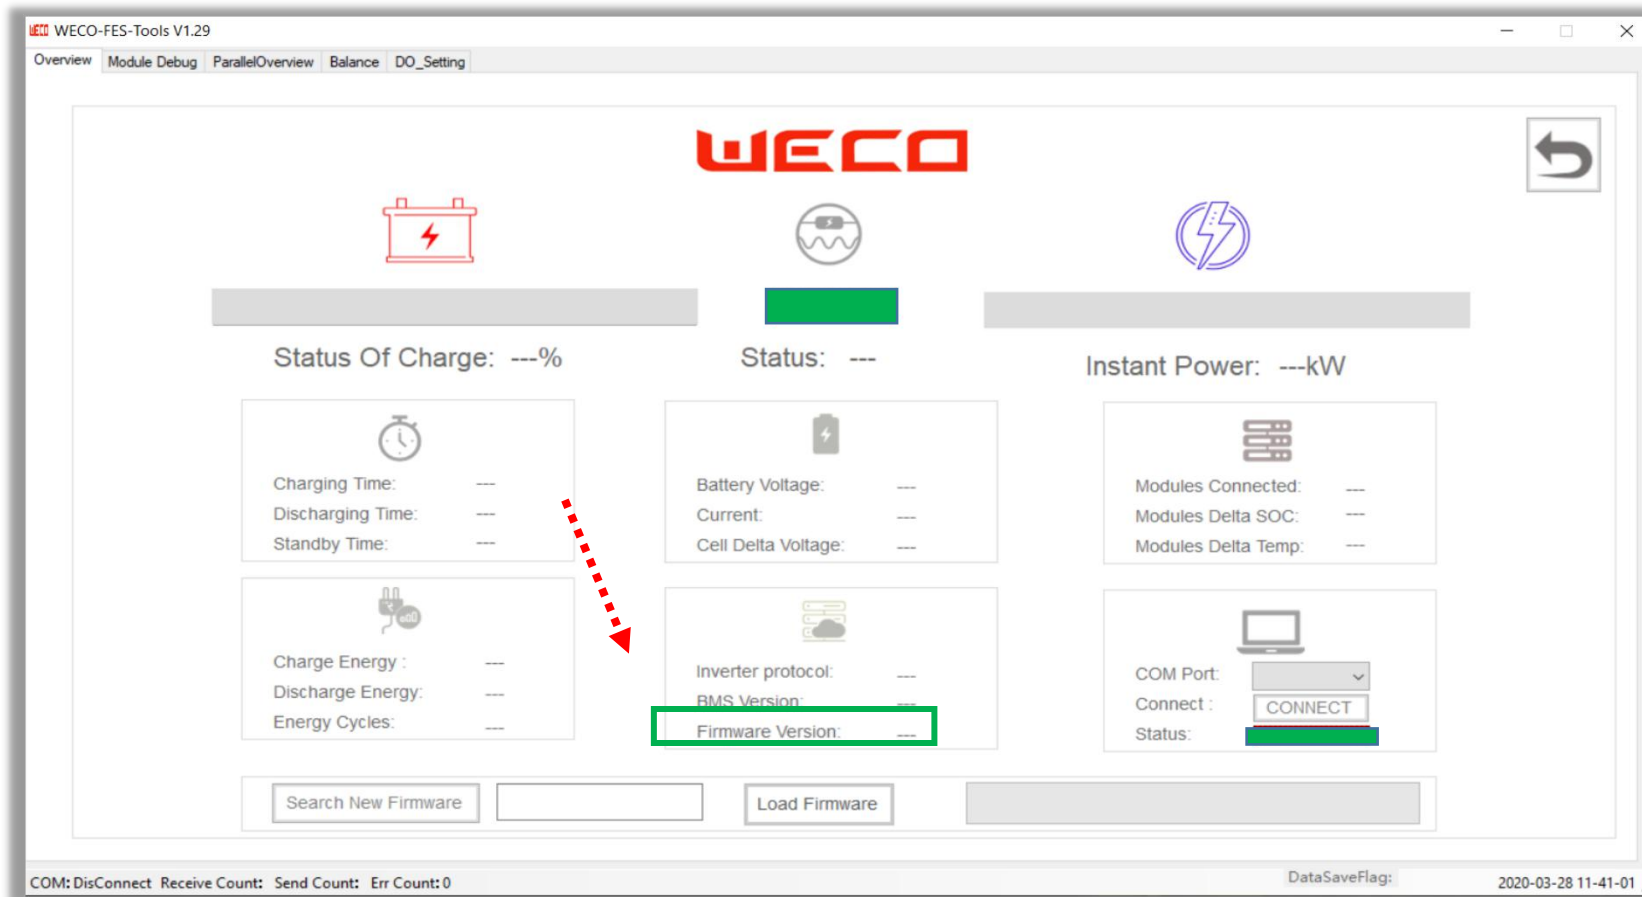 WECO WECO-FES-Tools V1.29
Overview Module Debug ParallelOverview Balance DO_Setting
WECO
Status Of Charge: ---% Status: --- Instant Power: ---kW
Charging Time: ---
Discharging Time: ---
Standby Time: ---
Battery Voltage: ---
Current: ---
Cell Delta Voltage: ---
Modules Connected: ---
Modules Delta SOC: ---
Modules Delta Temp: ---
Charge Energy : ---
Discharge Energy: ---
Energy Cycles: ---
Inverter protocol: ---
BMS Version: ---
Firmware Version: ---
COM Port:
Connect : CONNECT
Status:
Search New Firmware Load Firmware
COM: DisConnect Receive Count: Send Count: Err Count: 0 DataSaveFlag: 2020-03-28 11-41-01